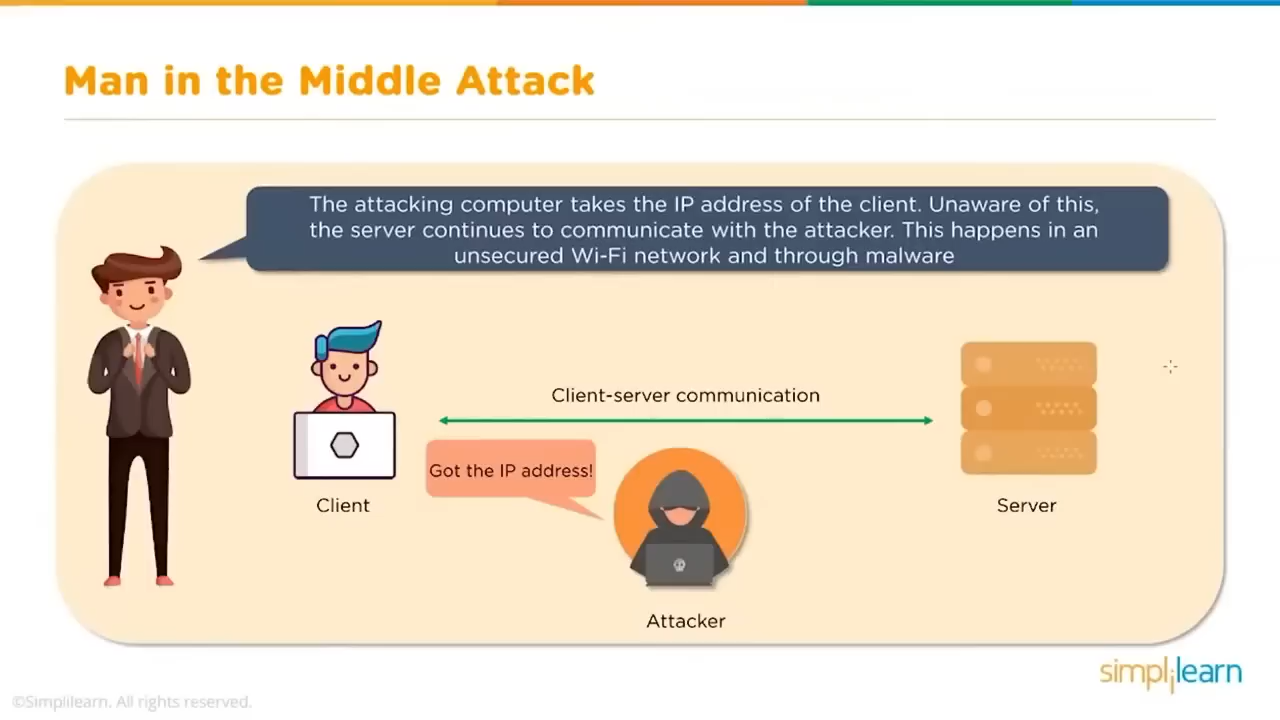 Man in the Middle Attack
The attacking computer takes the IP address of the client. Unaware of this,
the server continues to communicate with the attacker. This happens in an
unsecured Wi-Fi network and through malware
Client-server communication
Got the IP address!
Client
Server
Attacker
simplilearn
©Simplilearn. All rights reserved.